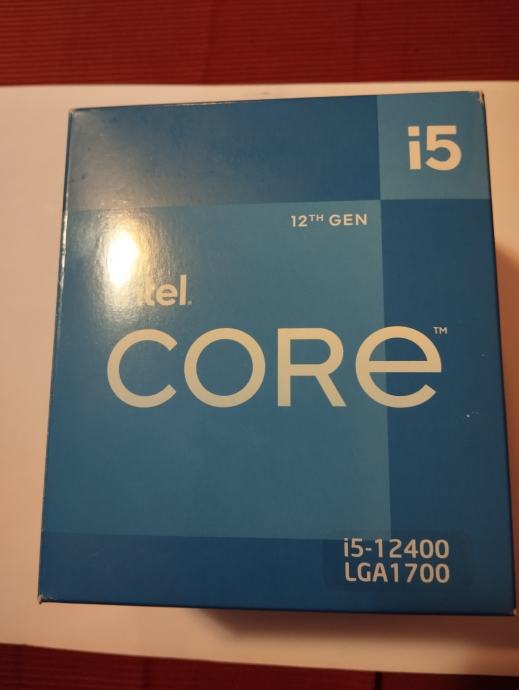 i5
12TH GEN
intel.
CORe™
i5-12400
LGA1700